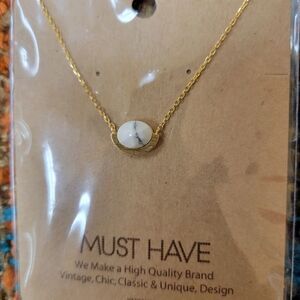 MUST HAVE
We Make a High Quality Brand
Vintage, Chic, Classic & Unique, Design